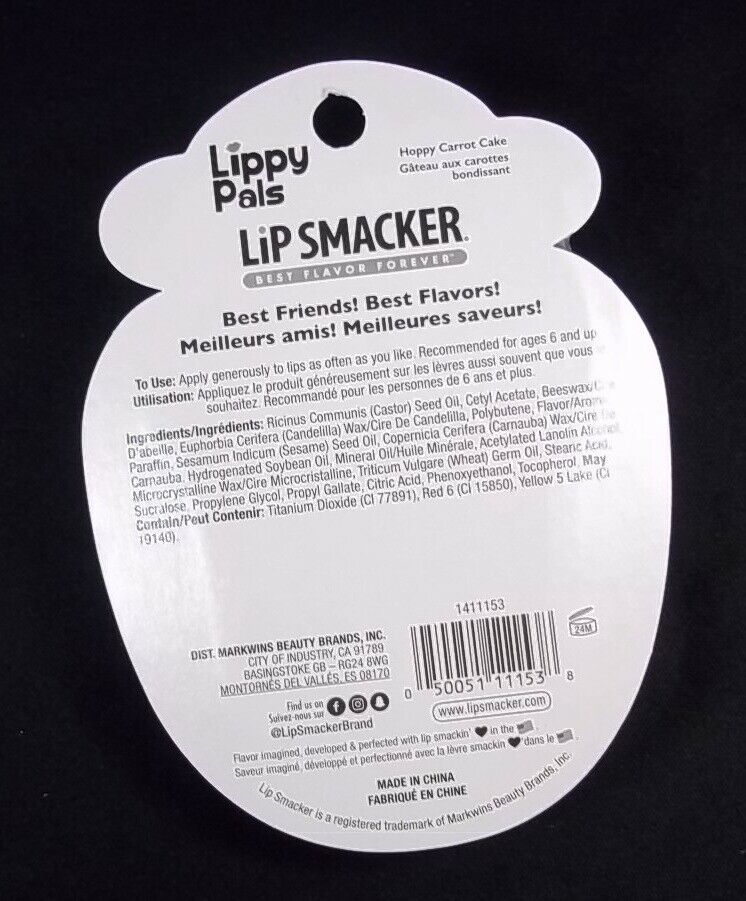 Lippy
Pals
Hoppy Carrot Cake
Gâteau aux carottes
bondissant
LiP SMACKER.
BEST FLAVOR FOREVER™
Best Friends! Best Flavors!
Meilleurs amis! Meilleures saveurs!
To Use: Apply generously to lips as often as you like. Recommended for ages 6 and up
Utilisation: Appliquez le produit généreusement sur les lèvres aussi souvent que vous
souhaitez. Recommandé pour les personnes de 6 ans et plus.
Ingredients/Ingrédients: Ricinus Communis (Castor) Seed Oil, Cetyl Acetate, Beeswax/
D'abeille, Euphorbia Cerifera (Candelilla) Wax/Cire De Candelilla, Polybutene, Flavor/
Paraffin, Sesamum Indicum (Sesame) Seed Oil, Copernicia Cerifera (Carnauba) Wax/Cire
Carnauba, Hydrogenated Soybean Oil, Mineral Oil/Huile Minérale, Acetylated Lanolin Alcohol,
Microcrystalline Wax/Cire Microcristalline, Triticum Vulgare (Wheat) Germ Oil, Stearic Acid,
Sucralose, Propylene Glycol, Propyl Gallate, Citric Acid, Phenoxyethanol, Tocopherol. May
Contain/Peut Contenir: Titanium Dioxide (CI 77891), Red 6 (CI 15850), Yellow 5 Lake (CI
19140).
1411153
DIST. MARKWINS BEAUTY BRANDS, INC.
CITY OF INDUSTRY, CA 91789
BASINGSTOKE GB – RG24 8WG
MONTORNÉS DEL VALLÉS, ES 08170
24M
0 50051 11153 8
Find us on
Suivez-nous sur
@LipSmackerBrand
www.lipsmacker.com
Flavor imagined, developed & perfected with lip smackin' ♥ in the
Saveur imaginé, développé et perfectionné avec la lèvre smackin ♥ dans le
MADE IN CHINA
FABRIQUÉ EN CHINE
Lip Smacker is a registered trademark of Markwins Beauty Brands, Inc.